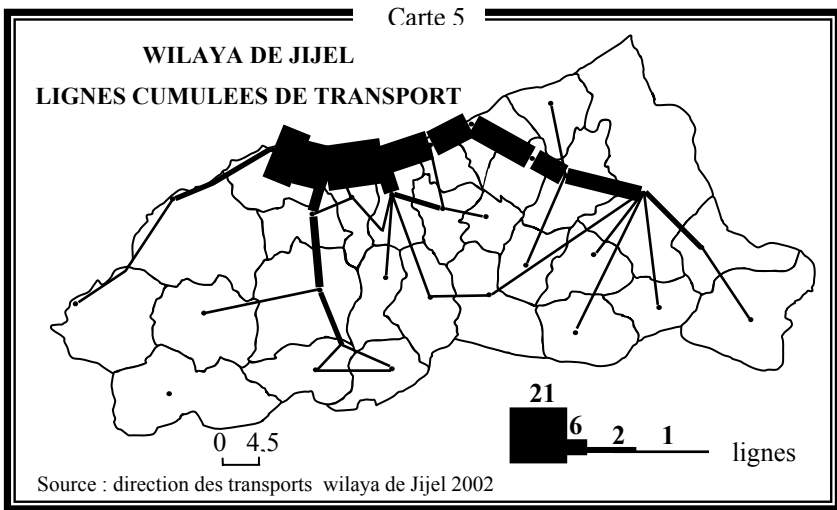 Carte 5
WILAYA DE JIJEL
LIGNES CUMULEES DE TRANSPORT
21
6
2
1
lignes
0 4,5
Source : direction des transports wilaya de Jijel 2002